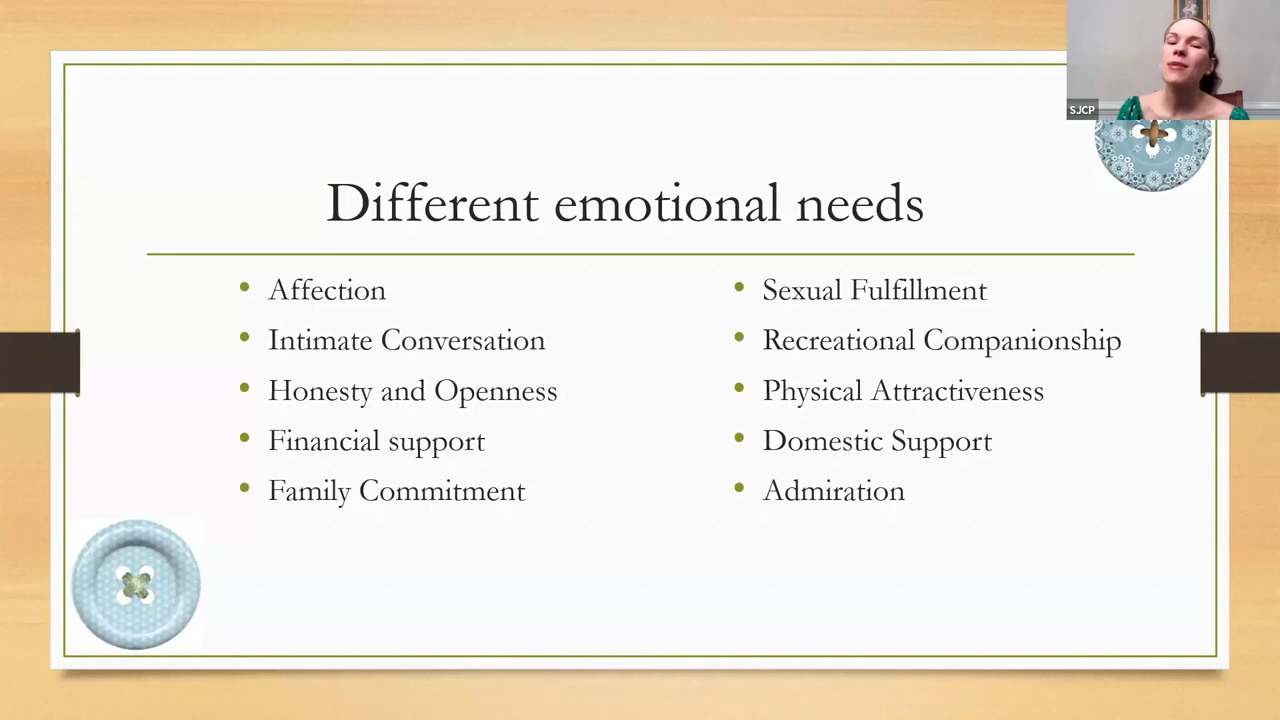 SJCP
Different emotional needs
Affection
Intimate Conversation
Honesty and Openness
Financial support
Family Commitment
Sexual Fulfillment
Recreational Companionship
Physical Attractiveness
Domestic Support
Admiration